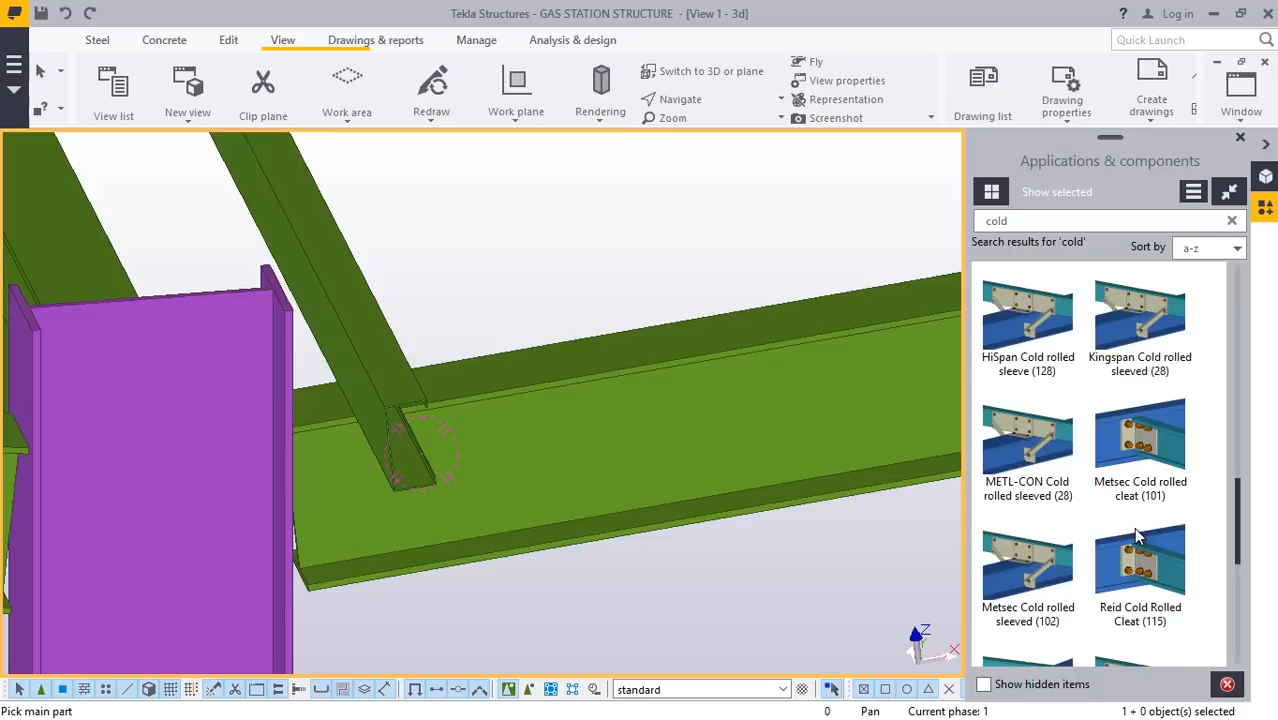 Tekla Structures - GAS STATION STRUCTURE - [View 1 - 3d]
? Log in
Steel Concrete Edit View Drawings & reports Manage Analysis & design
Quick Launch
View list
New view
Clip plane
Work area
Redraw
Work plane
Rendering
Switch to 3D or plane
Navigate
Zoom
Fly
View properties
Representation
Screenshot
Drawing list
Drawing
properties
Create
drawings
Window
Applications & components
Show selected
cold
Search results for 'cold'
Sort by
a-z
HiSpan Cold rolled
sleeve (128)
Kingspan Cold rolled
sleeved (28)
METL-CON Cold
rolled sleeved (28)
Metsec Cold rolled
cleat (101)
Metsec Cold rolled
sleeved (102)
Reid Cold Rolled
Cleat (115)
Show hidden items
Z
standard
Pick main part
0
Pan
Current phase: 1
1 + 0 object(s) selected